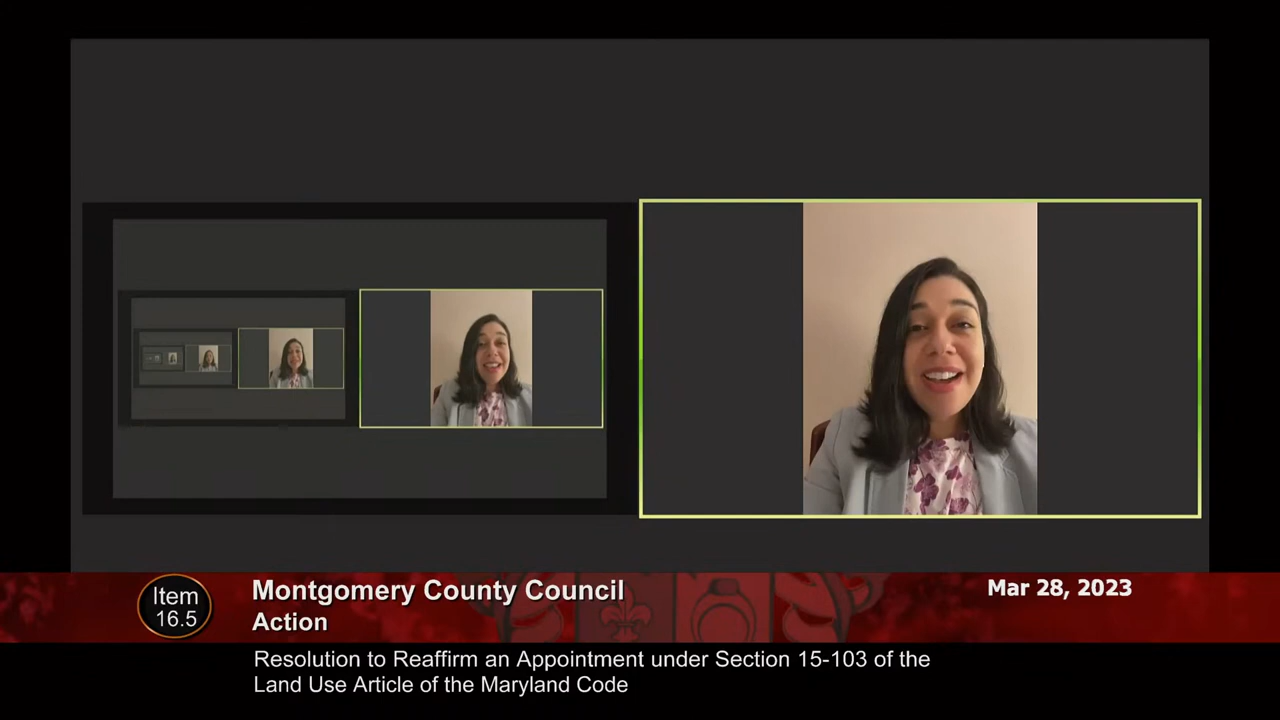 Item
16.5
Montgomery County Council
Action
Mar 28, 2023
Resolution to Reaffirm an Appointment under Section 15-103 of the
Land Use Article of the Maryland Code